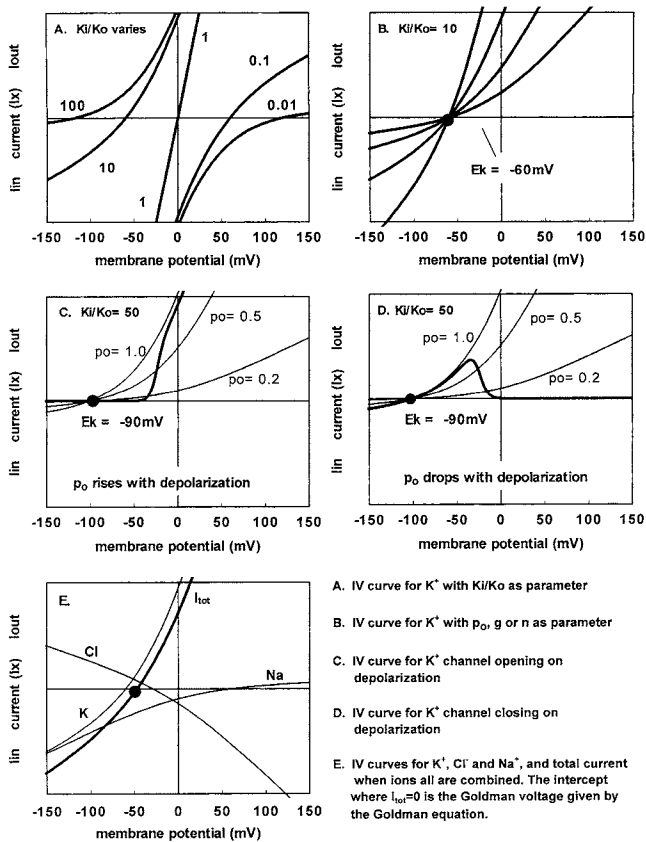 A. Ki/Ko varies
1
0.1
100
0.01
10
1
Iin current (Ix) Iout
-150 -100 -50 0 50 100 150
membrane potential (mV)
B. Ki/Ko= 10
Ek = -60mV
Iin current (Ix) Iout
-150 -100 -50 0 50 100 150
membrane potential (mV)
C. Ki/Ko= 50
po= 0.5
po= 1.0
po= 0.2
Ek = -90mV
po rises with depolarization
Iin current (Ix) Iout
-150 -100 -50 0 50 100 150
membrane potential (mV)
D. Ki/Ko= 50
po= 0.5
po= 1.0
po= 0.2
Ek = -90mV
po drops with depolarization
Iin current (Ix) Iout
-150 -100 -50 0 50 100 150
membrane potential (mV)
E.
Itot
Cl
Na
K
Iin current (Ix) Iout
-150 -100 -50 0 50 100 150
membrane potential (mV)
A. IV curve for K⁺ with Ki/Ko as parameter
B. IV curve for K⁺ with po, g or n as parameter
C. IV curve for K⁺ channel opening on
depolarization
D. IV curve for K⁺ channel closing on
depolarization
E. IV curves for K⁺, Cl⁻ and Na⁺, and total current
when ions all are combined. The intercept
where Itot=0 is the Goldman voltage given by
the Goldman equation.